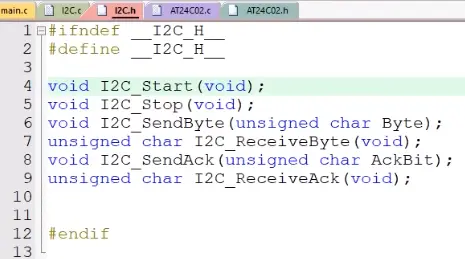 main.c I2C.c I2C.h AT24C02.c AT24C02.h
1 #ifndef __I2C_H__
2 #define __I2C_H__
3
4 void I2C_Start(void);
5 void I2C_Stop(void);
6 void I2C_SendByte(unsigned char Byte);
7 unsigned char I2C_ReceiveByte(void);
8 void I2C_SendAck(unsigned char AckBit);
9 unsigned char I2C_ReceiveAck(void);
10
11
12 #endif
13